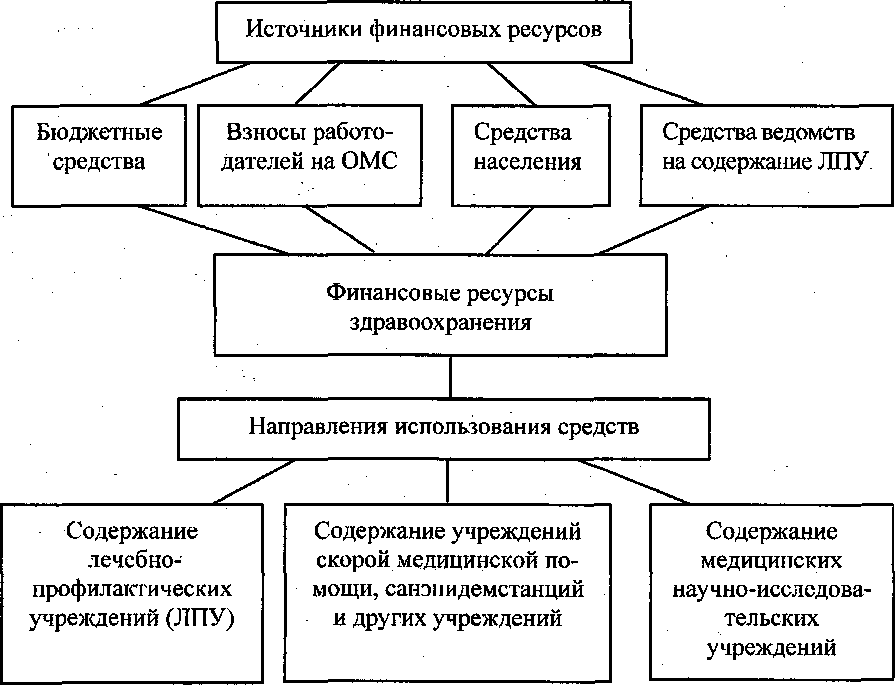 Источники финансовых ресурсов
Бюджетные
средства
Взносы работо-
дателей на ОМС
Средства
населения
Средства ведомств
на содержание ЛПУ
Финансовые ресурсы
здравоохранения
Направления использования средств
Содержание
лечебно-
профилактических
учреждений (ЛПУ)
Содержание учреждений
скорой медицинской по-
мощи, санэпидемстанций
и других учреждений
Содержание
медицинских
научно-исследова-
тельских
учреждений